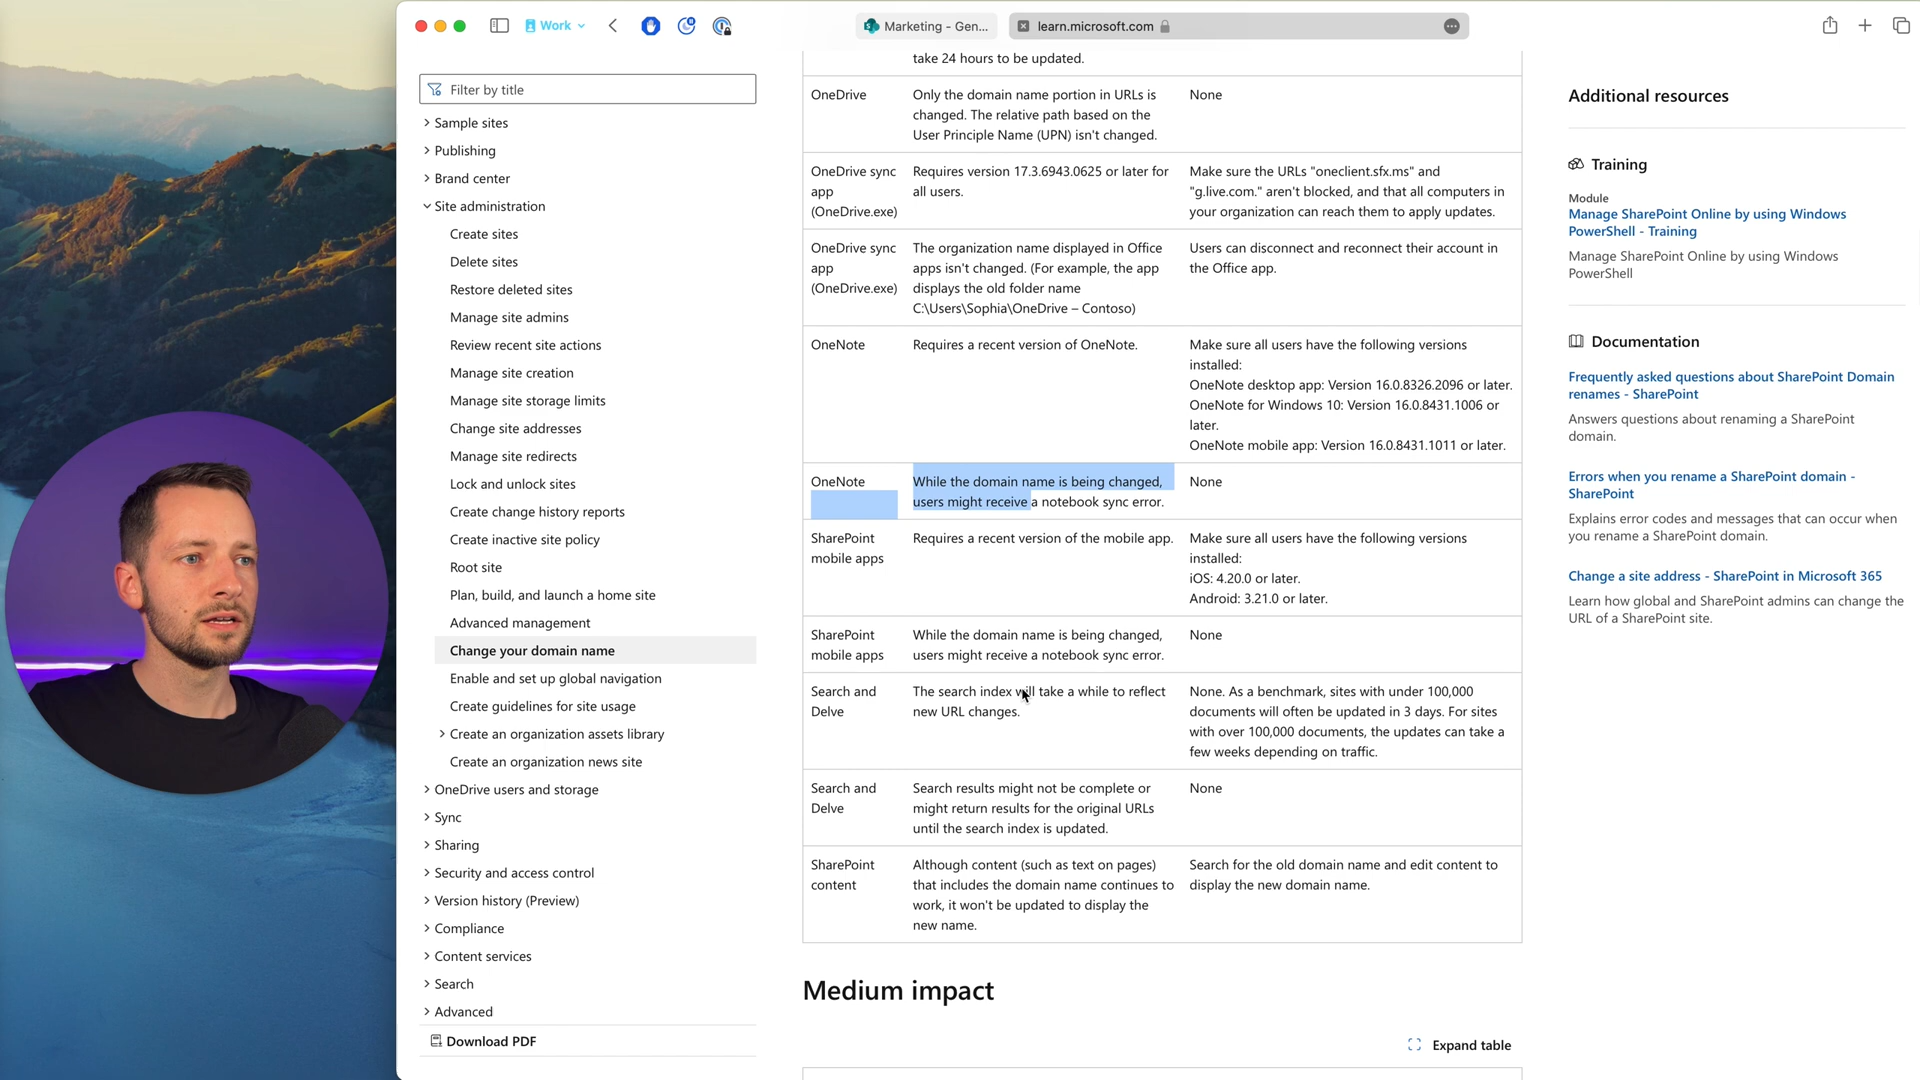 Work
Marketing - Gen...
learn.microsoft.com
Filter by title
Sample sites
Publishing
Brand center
Site administration
Create sites
Delete sites
Restore deleted sites
Manage site admins
Review recent site actions
Manage site creation
Manage site storage limits
Change site addresses
Manage site redirects
Lock and unlock sites
Create change history reports
Create inactive site policy
Root site
Plan, build, and launch a home site
Advanced management
Change your domain name
Enable and set up global navigation
Create guidelines for site usage
Create an organization assets library
Create an organization news site
OneDrive users and storage
Sync
Sharing
Security and access control
Version history (Preview)
Compliance
Content services
Search
Advanced
Download PDF
take 24 hours to be updated.
OneDrive
Only the domain name portion in URLs is
changed. The relative path based on the
User Principle Name (UPN) isn't changed.
None
OneDrive sync
app
(OneDrive.exe)
Requires version 17.3.6943.0625 or later for
all users.
Make sure the URLs "oneclient.sfx.ms" and
"g.live.com." aren't blocked, and that all computers in
your organization can reach them to apply updates.
OneDrive sync
app
(OneDrive.exe)
The organization name displayed in Office
apps isn't changed. (For example, the app
displays the old folder name
C:\Users\Sophia\OneDrive – Contoso)
Users can disconnect and reconnect their account in
the Office app.
OneNote
Requires a recent version of OneNote.
Make sure all users have the following versions
installed:
OneNote desktop app: Version 16.0.8326.2096 or later.
OneNote for Windows 10: Version 16.0.8431.1006 or
later.
OneNote mobile app: Version 16.0.8431.1011 or later.
OneNote
While the domain name is being changed,
users might receive a notebook sync error.
None
SharePoint
mobile apps
Requires a recent version of the mobile app.
Make sure all users have the following versions
installed:
iOS: 4.20.0 or later.
Android: 3.21.0 or later.
SharePoint
mobile apps
While the domain name is being changed,
users might receive a notebook sync error.
None
Search and
Delve
The search index will take a while to reflect
new URL changes.
None. As a benchmark, sites with under 100,000
documents will often be updated in 3 days. For sites
with over 100,000 documents, the updates can take a
few weeks depending on traffic.
Search and
Delve
Search results might not be complete or
might return results for the original URLs
until the search index is updated.
None
SharePoint
content
Although content (such as text on pages)
that includes the domain name continues to
work, it won't be updated to display the
new name.
Search for the old domain name and edit content to
display the new domain name.
Medium impact
Expand table
Additional resources
Training
Module
Manage SharePoint Online by using Windows
PowerShell - Training
Manage SharePoint Online by using Windows
PowerShell
Documentation
Frequently asked questions about SharePoint Domain
renames - SharePoint
Answers questions about renaming a SharePoint
domain.
Errors when you rename a SharePoint domain -
SharePoint
Explains error codes and messages that can occur when
you rename a SharePoint domain.
Change a site address - SharePoint in Microsoft 365
Learn how global and SharePoint admins can change the
URL of a SharePoint site.